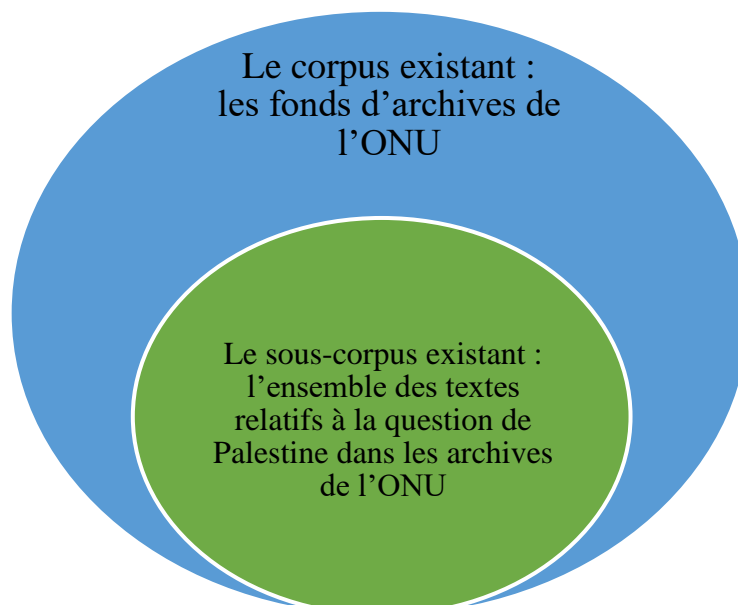 Le corpus existant :
les fonds d’archives de
l’ONU
Le sous-corpus existant :
l’ensemble des textes
relatifs à la question de
Palestine dans les archives
de l’ONU